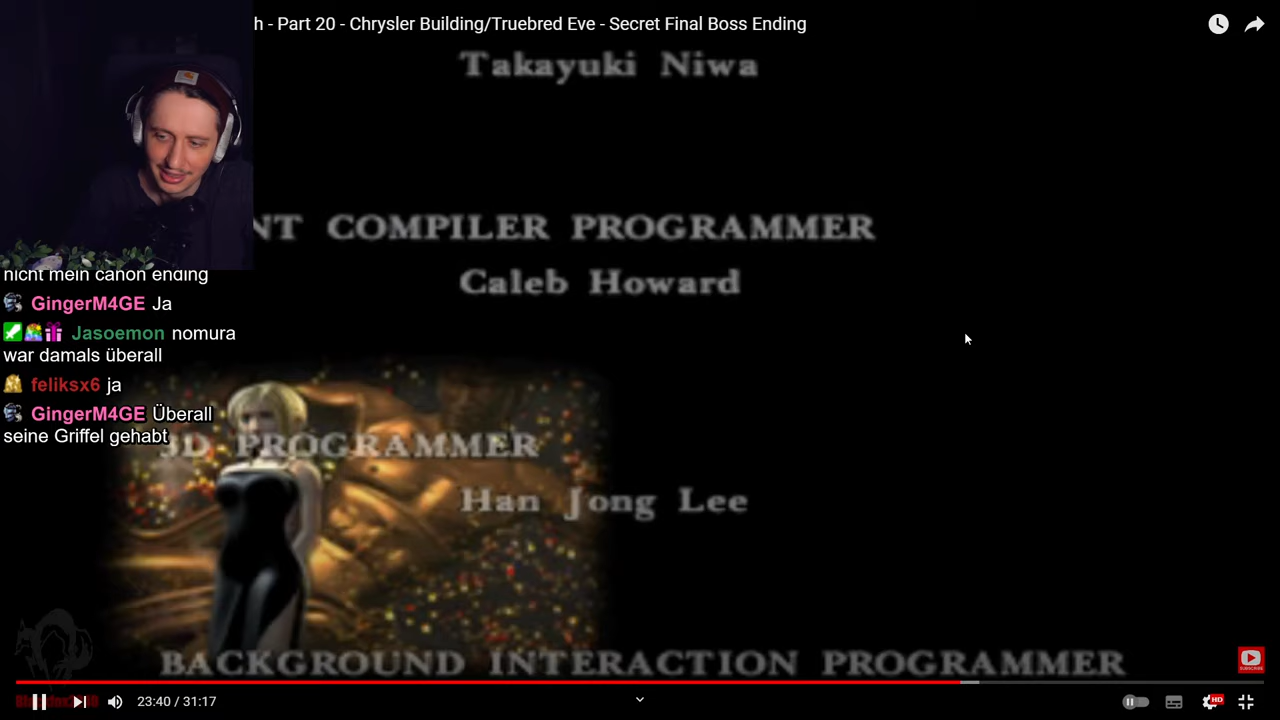 h - Part 20 - Chrysler Building/Truebred Eve - Secret Final Boss Ending
Takayuki Niwa
NT COMPILER PROGRAMMER
Caleb Howard
nicht mein canon ending
GingerM4GE Ja
Jasoemon nomura
war damals überall
feliksx6 ja
GingerM4GE Überall
seine Griffel gehabt
3D PROGRAMMER
Han Jong Lee
BACKGROUND INTERACTION PROGRAMMER
SUBSCRIBE
23:40 / 31:17
HD